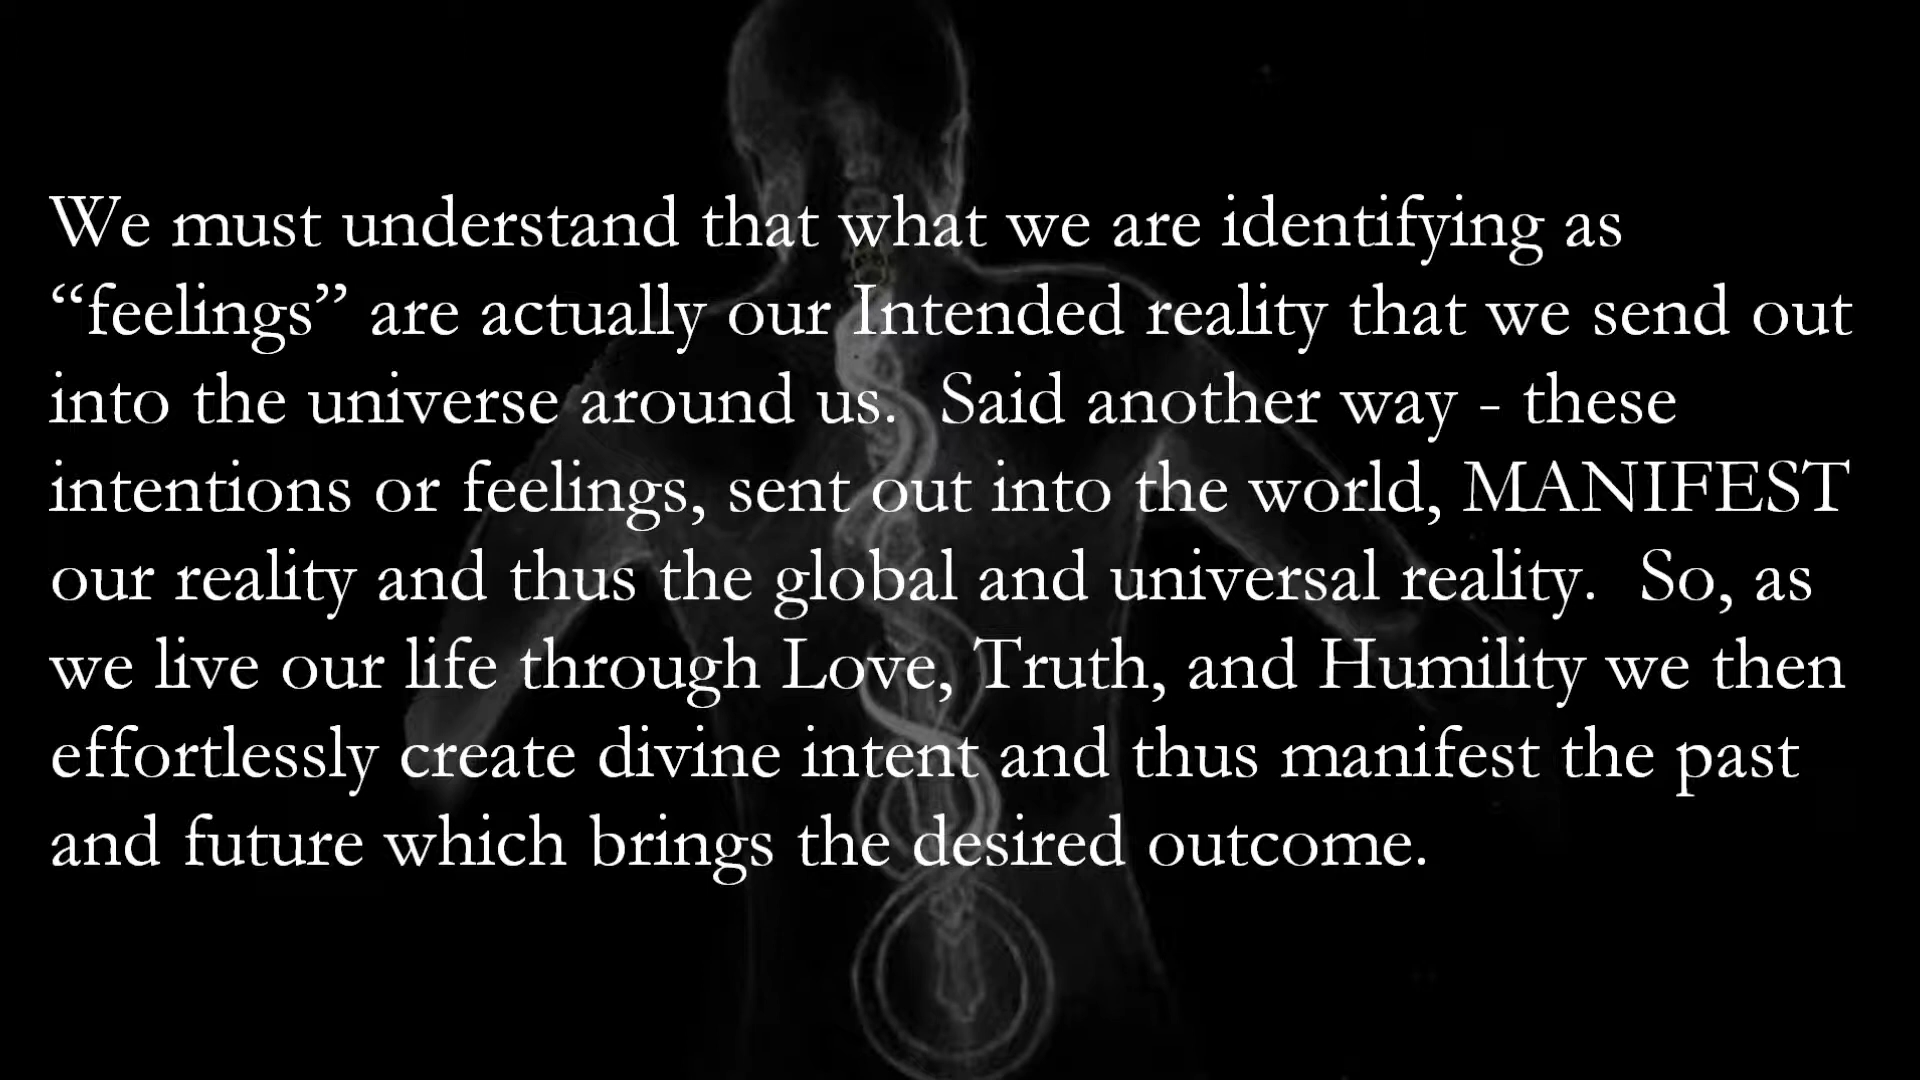 We must understand that what we are identifying as
“feelings” are actually our Intended reality that we send out
into the universe around us.  Said another way - these
intentions or feelings, sent out into the world, MANIFEST
our reality and thus the global and universal reality.  So, as
we live our life through Love, Truth, and Humility we then
effortlessly create divine intent and thus manifest the past
and future which brings the desired outcome.